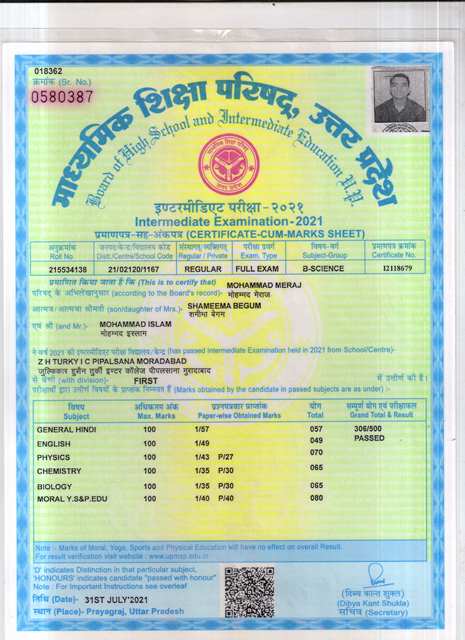 018362
क्रमांक (Sr. No.)
0580387
माध्यमिक शिक्षा परिषद्, उत्तर प्रदेश
Board of High School and Intermediate Education U.P.
इण्टरमीडिएट परीक्षा-२०२१
Intermediate Examination-2021
प्रमाणपत्र-सह-अंकपत्र (CERTIFICATE-CUM-MARKS SHEET)
अनुक्रमांक जनपद/केन्द्र/विद्यालय कोड संस्थागत/व्यक्तिगत परीक्षा प्रकार विषय-वर्ग प्रमाणपत्र क्रमांक
Roll No Distt./Centre/School Code Regular / Private Exam. Type Subject-Group Certificate No.
215534138 21/02120/1167 REGULAR FULL EXAM B-SCIENCE 12118679
प्रमाणित किया जाता है कि (This is to certify that) MOHAMMAD MERAJ
परिषद् के अभिलेखानुसार (according to the Board's record)- मोहम्मद मेराज
आत्मज/आत्मजा श्रीमती (son/daughter of Mrs.)- SHAMEEMA BEGUM
शमीमा बेगम
एवं श्री (and Mr.)- MOHAMMAD ISLAM
मोहम्मद इस्लाम
ने मार्च 2021 की इण्टरमीडिएट परीक्षा विद्यालय/केन्द्र (has passed Intermediate Examination held in 2021 from School/Centre)-
Z H TURKY I C PIPALSANA MORADABAD
जुल्फिकार हुसैन तुर्की इण्टर कॉलेज पीपलसाना मुरादाबाद
से श्रेणी (with division)- FIRST में उत्तीर्ण की है।
परीक्षार्थी द्वारा उत्तीर्ण विषयों के प्राप्तांक निम्नवत हैं (Marks obtained by the candidate in passed subjects are as under) :-
विषय अधिकतम अंक प्रश्नपत्रवार प्राप्तांक योग सम्पूर्ण योग एवं परीक्षाफल
Subject Max. Marks Paper-wise Obtained Marks Total Grand Total & Result
GENERAL HINDI 100 1/57 057 306/500
ENGLISH 100 1/49 049 PASSED
PHYSICS 100 1/43 P/27 070
CHEMISTRY 100 1/35 P/30 065
BIOLOGY 100 1/35 P/30 065
MORAL Y.S&P.EDU 100 1/40 P/40 080
Note :- Marks of Moral, Yoga, Sports and Physical Education will have no effect on overall Result.
For result verification visit website : www.upmsp.edu.in
'D' indicates Distinction in that particular subject.
'HONOURS' indicates candidate "passed with honour"
Note : For Important Instructions see overleaf
तिथि (Date)- 31ST JULY'2021
स्थान (Place)- Prayagraj, Uttar Pradesh
(दिव्य कान्त शुक्ल)
(Dibya Kant Shukla)
सचिव (Secretary)